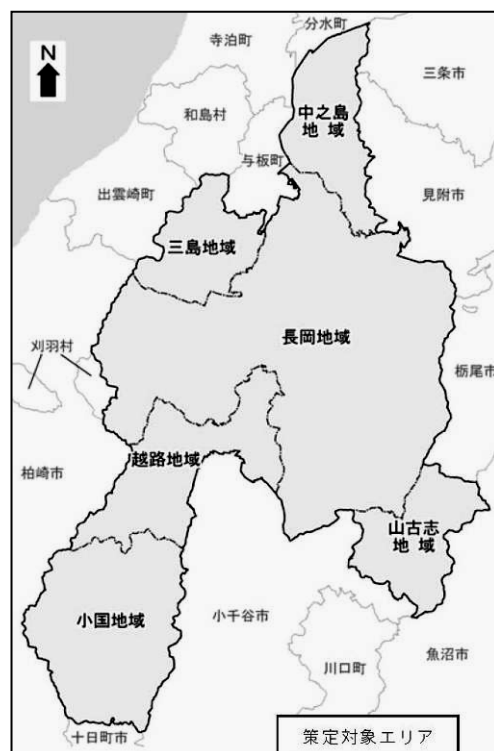 分水町
寺泊町
N
三条市
中之島
地域
和島村
与板町
見附市
出雲崎町
三島地域
長岡地域
刈羽村
栃尾市
越路地域
柏崎市
山古志
地域
小国地域
小千谷市
魚沼市
川口町
十日町市
策定対象エリア